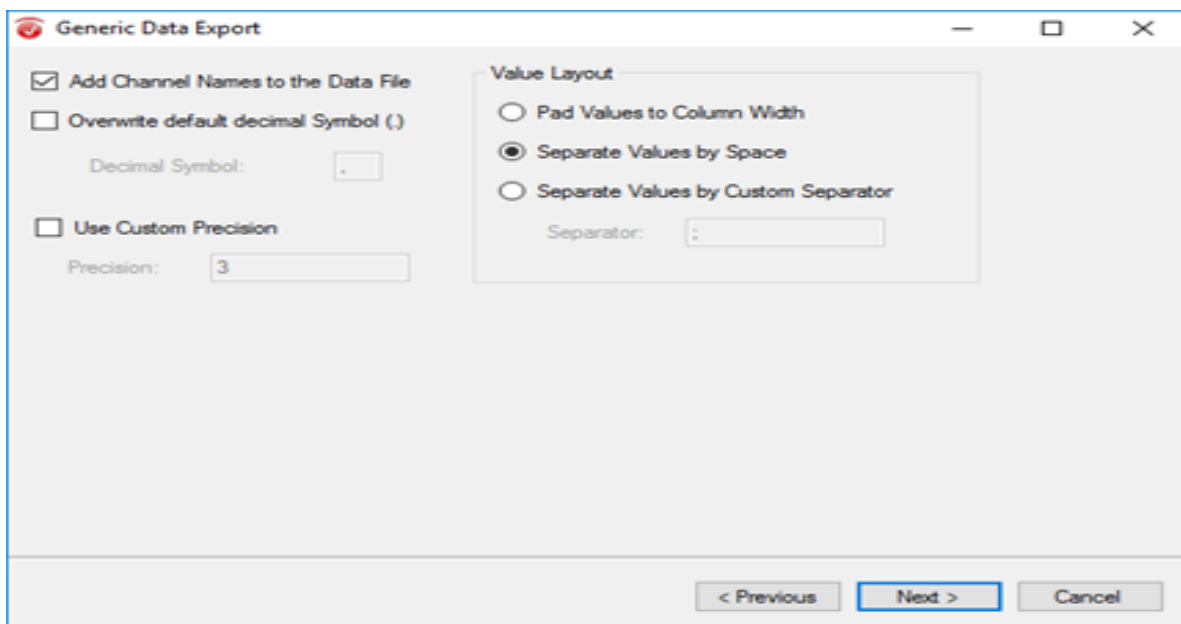 Generic Data Export
Add Channel Names to the Data File
Overwrite default decimal Symbol (.)
Decimal Symbol: .
Use Custom Precision
Precision: 3
Value Layout
Pad Values to Column Width
Separate Values by Space
Separate Values by Custom Separator
Separator: ;
< Previous
Next >
Cancel